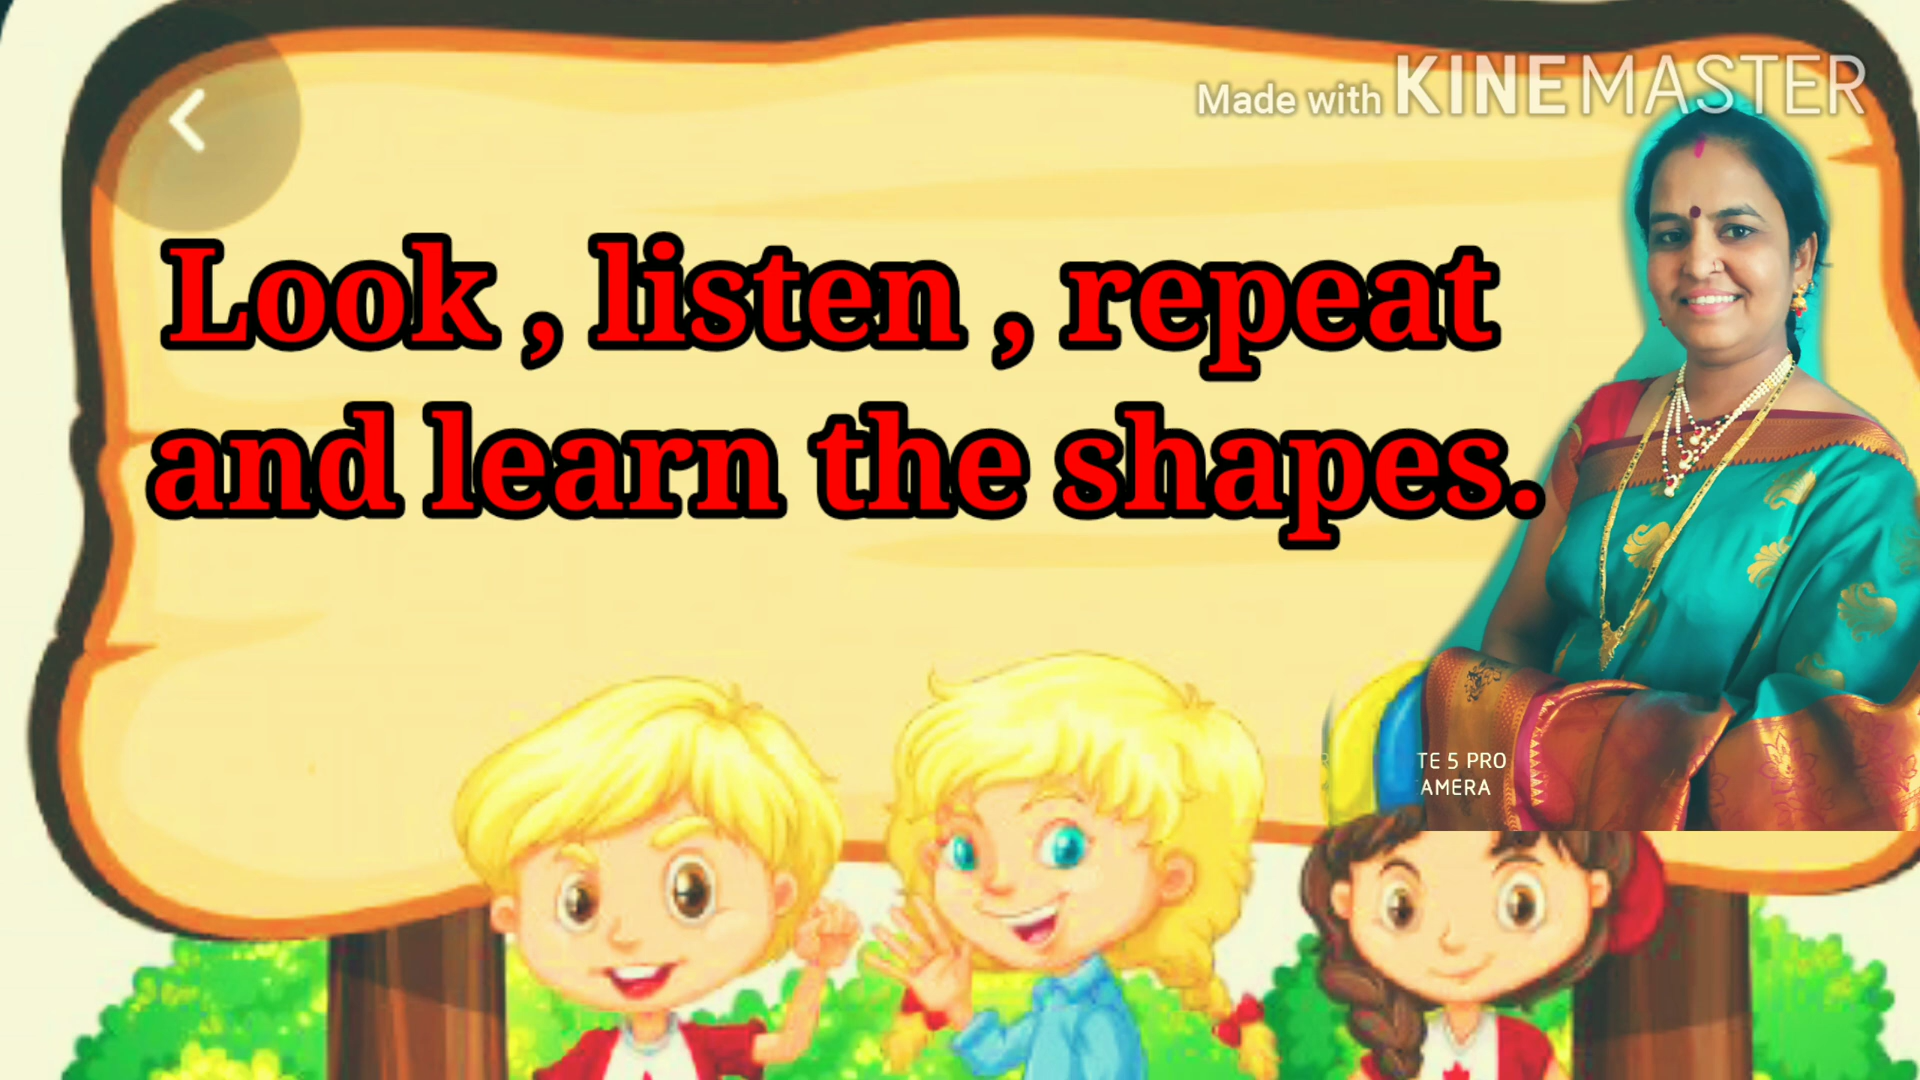 Made with KINEMASTER
Look , listen , repeat
and learn the shapes.
TE 5 PRO
AMERA